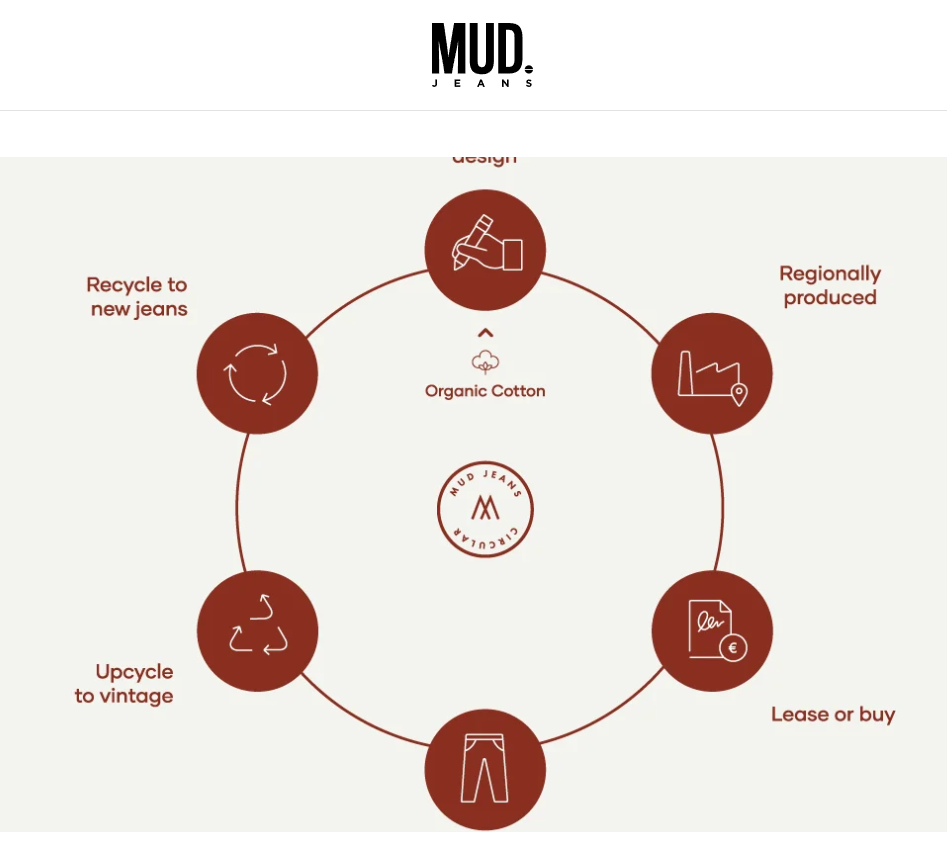 MUD.
JEANS
design
Recycle to
new jeans
Regionally
produced
Organic Cotton
MUD JEANS
CIRCULAR
€
Upcycle
to vintage
Lease or buy